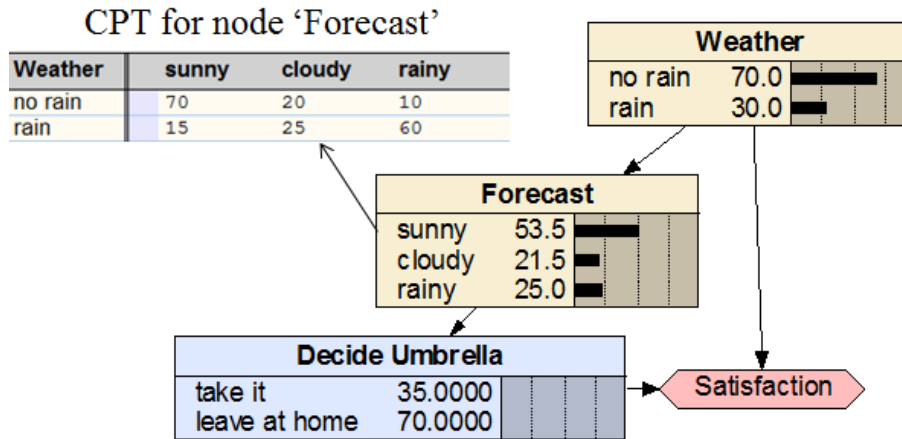 CPT for node ‘Forecast’
Weather sunny cloudy rainy
no rain 70 20 10
rain 15 25 60
Weather
no rain 70.0
rain 30.0
Forecast
sunny 53.5
cloudy 21.5
rainy 25.0
Decide Umbrella
take it 35.0000
leave at home 70.0000
Satisfaction